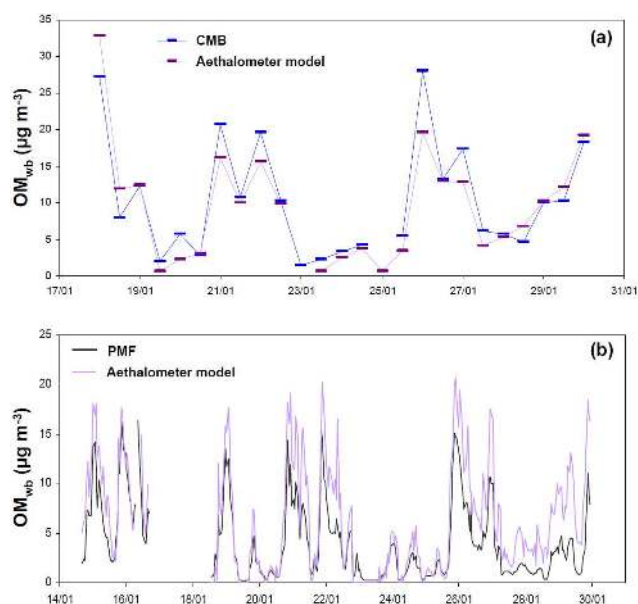 (a)
CMB
Aethalometer model
OM_wb (µg m⁻³)
35
30
25
20
15
10
5
0
17/01 19/01 21/01 23/01 25/01 27/01 29/01 31/01
(b)
PMF
Aethalometer model
OM_wb (µg m⁻³)
25
20
15
10
5
0
14/01 16/01 18/01 20/01 22/01 24/01 26/01 28/01 30/01